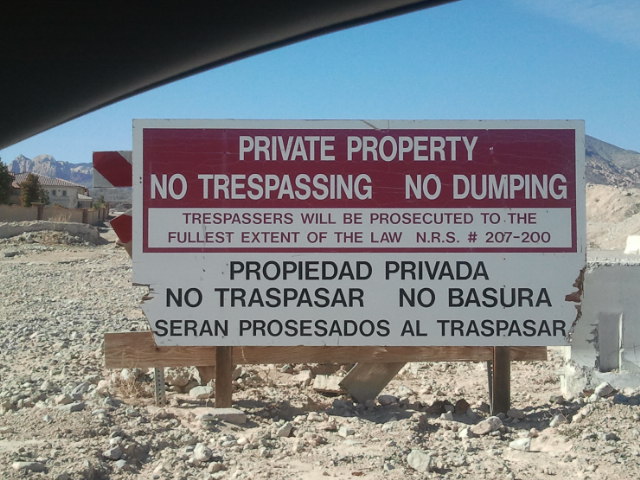 PRIVATE PROPERTY
NO TRESPASSING NO DUMPING
TRESPASSERS WILL BE PROSECUTED TO THE
FULLEST EXTENT OF THE LAW N.R.S. # 207-200
PROPIEDAD PRIVADA
NO TRASPASAR NO BASURA
SERAN PROSESADOS AL TRASPASAR